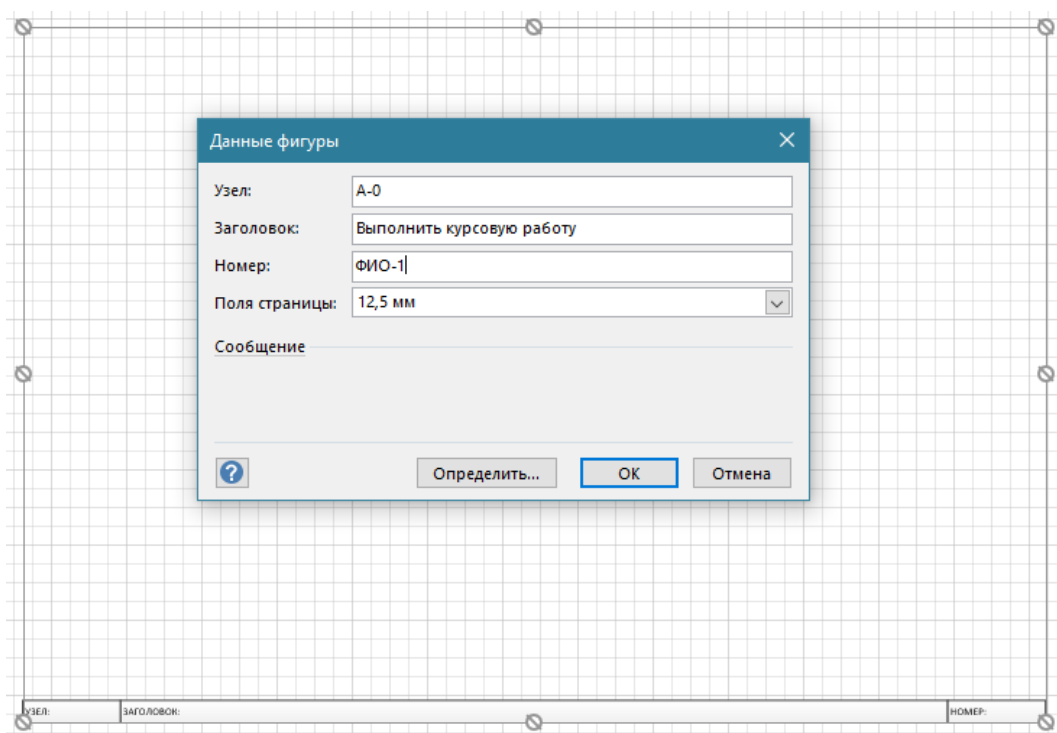 Данные фигуры
Узел: А-0
Заголовок: Выполнить курсовую работу
Номер: ФИО-1
Поля страницы: 12,5 мм
Сообщение
Определить... ОК Отмена
УЗЕЛ: ЗАГОЛОВОК: НОМЕР: